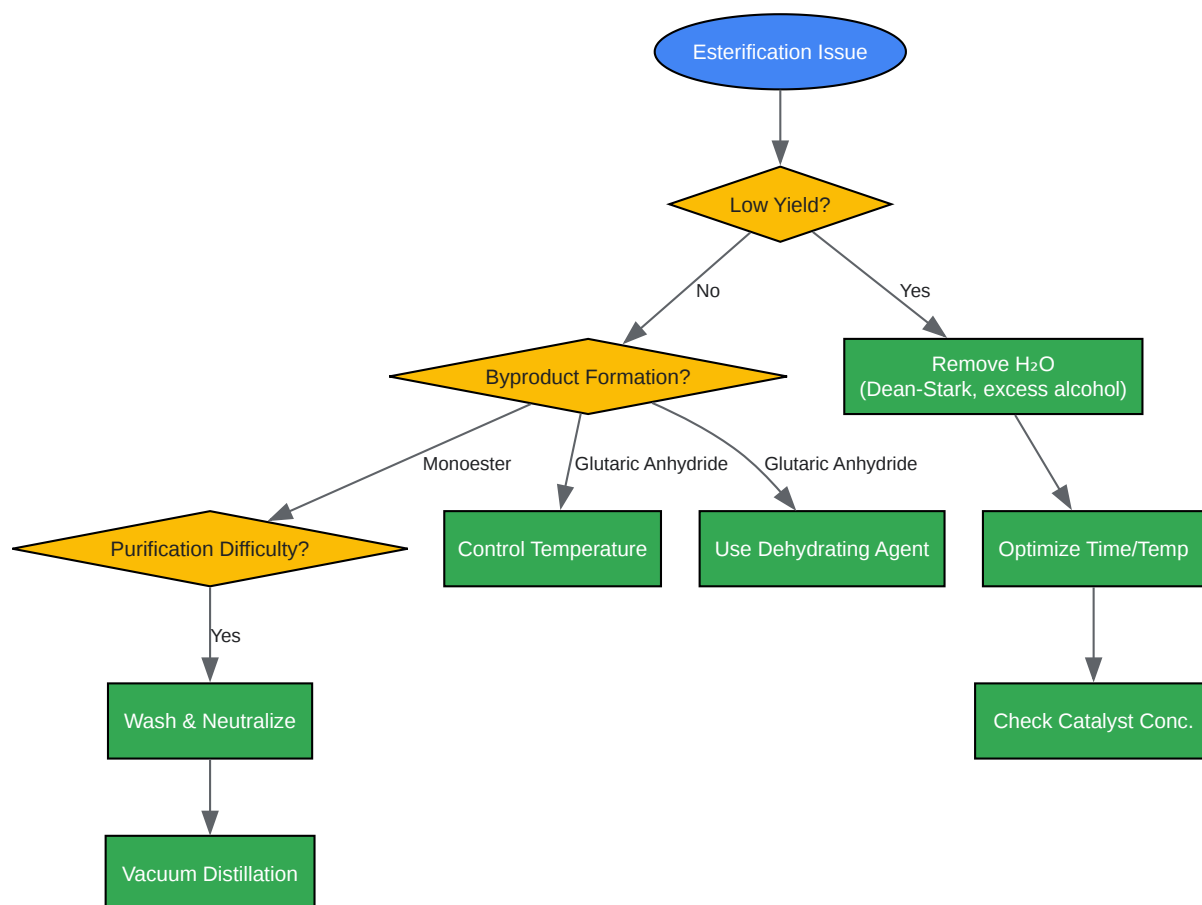 Esterification Issue
Low Yield?
No
Yes
Byproduct Formation?
Remove H₂O
(Dean-Stark, excess alcohol)
Monoester
Glutaric Anhydride
Glutaric Anhydride
Purification Difficulty?
Control Temperature
Use Dehydrating Agent
Optimize Time/Temp
Yes
Wash & Neutralize
Check Catalyst Conc.
Vacuum Distillation